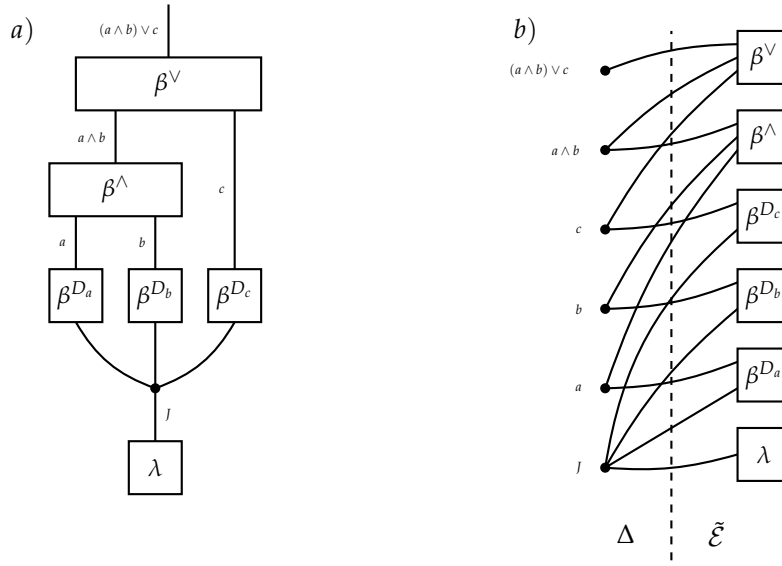 a)
(a ∧ b) ∨ c
β^∨
a ∧ b
c
β^∧
a
b
β^{D_a} β^{D_b} β^{D_c}
J
λ
b)
(a ∧ b) ∨ c
β^∨
a ∧ b
β^∧
c
β^{D_c}
b
β^{D_b}
a
β^{D_a}
J
λ
Δ
Ẽ